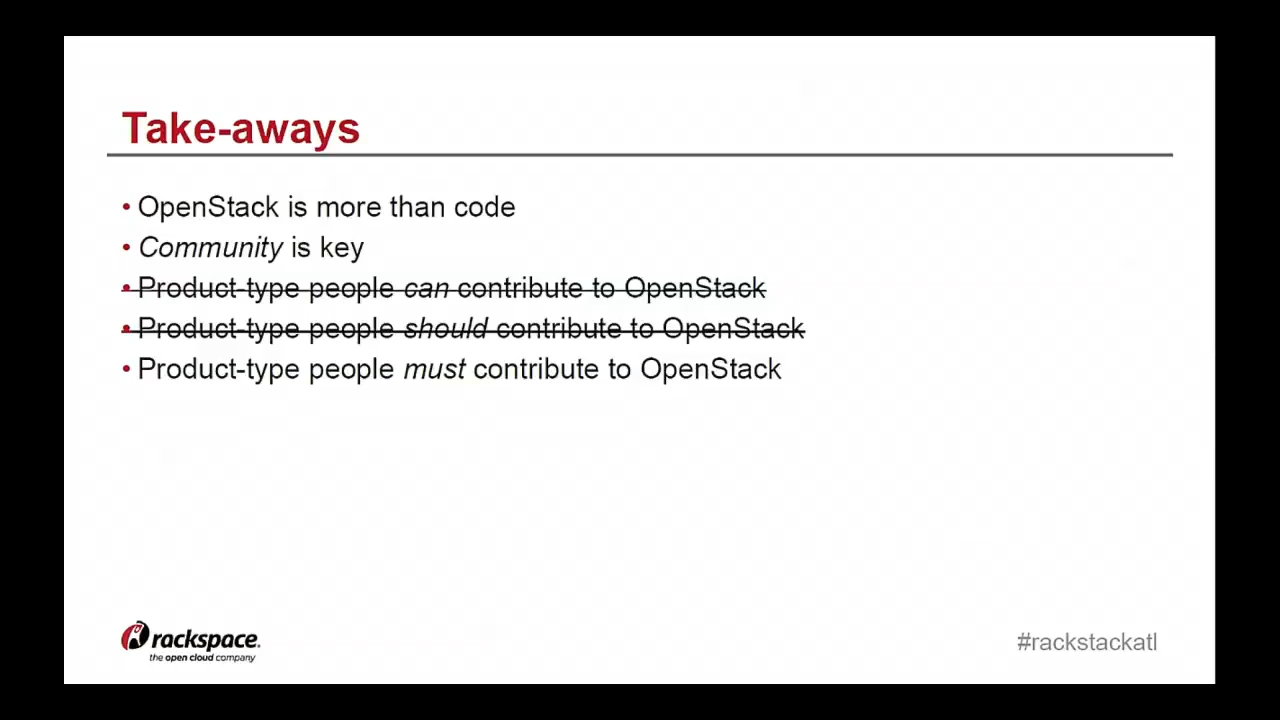 Take-aways
• OpenStack is more than code
• Community is key
• Product-type people can contribute to OpenStack
• Product-type people should contribute to OpenStack
• Product-type people must contribute to OpenStack
rackspace.
the open cloud company
#rackstackatl